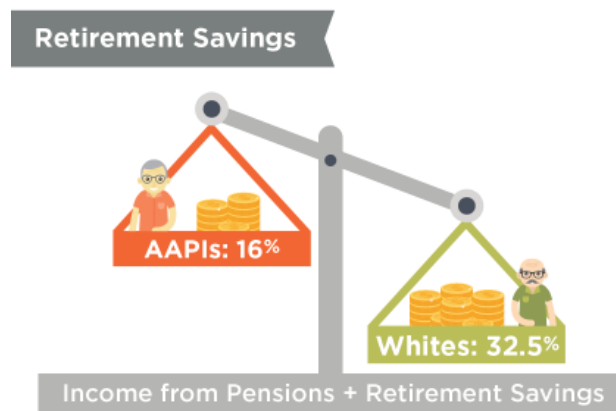 Retirement Savings
AAPIs: 16%
Whites: 32.5%
Income from Pensions + Retirement Savings